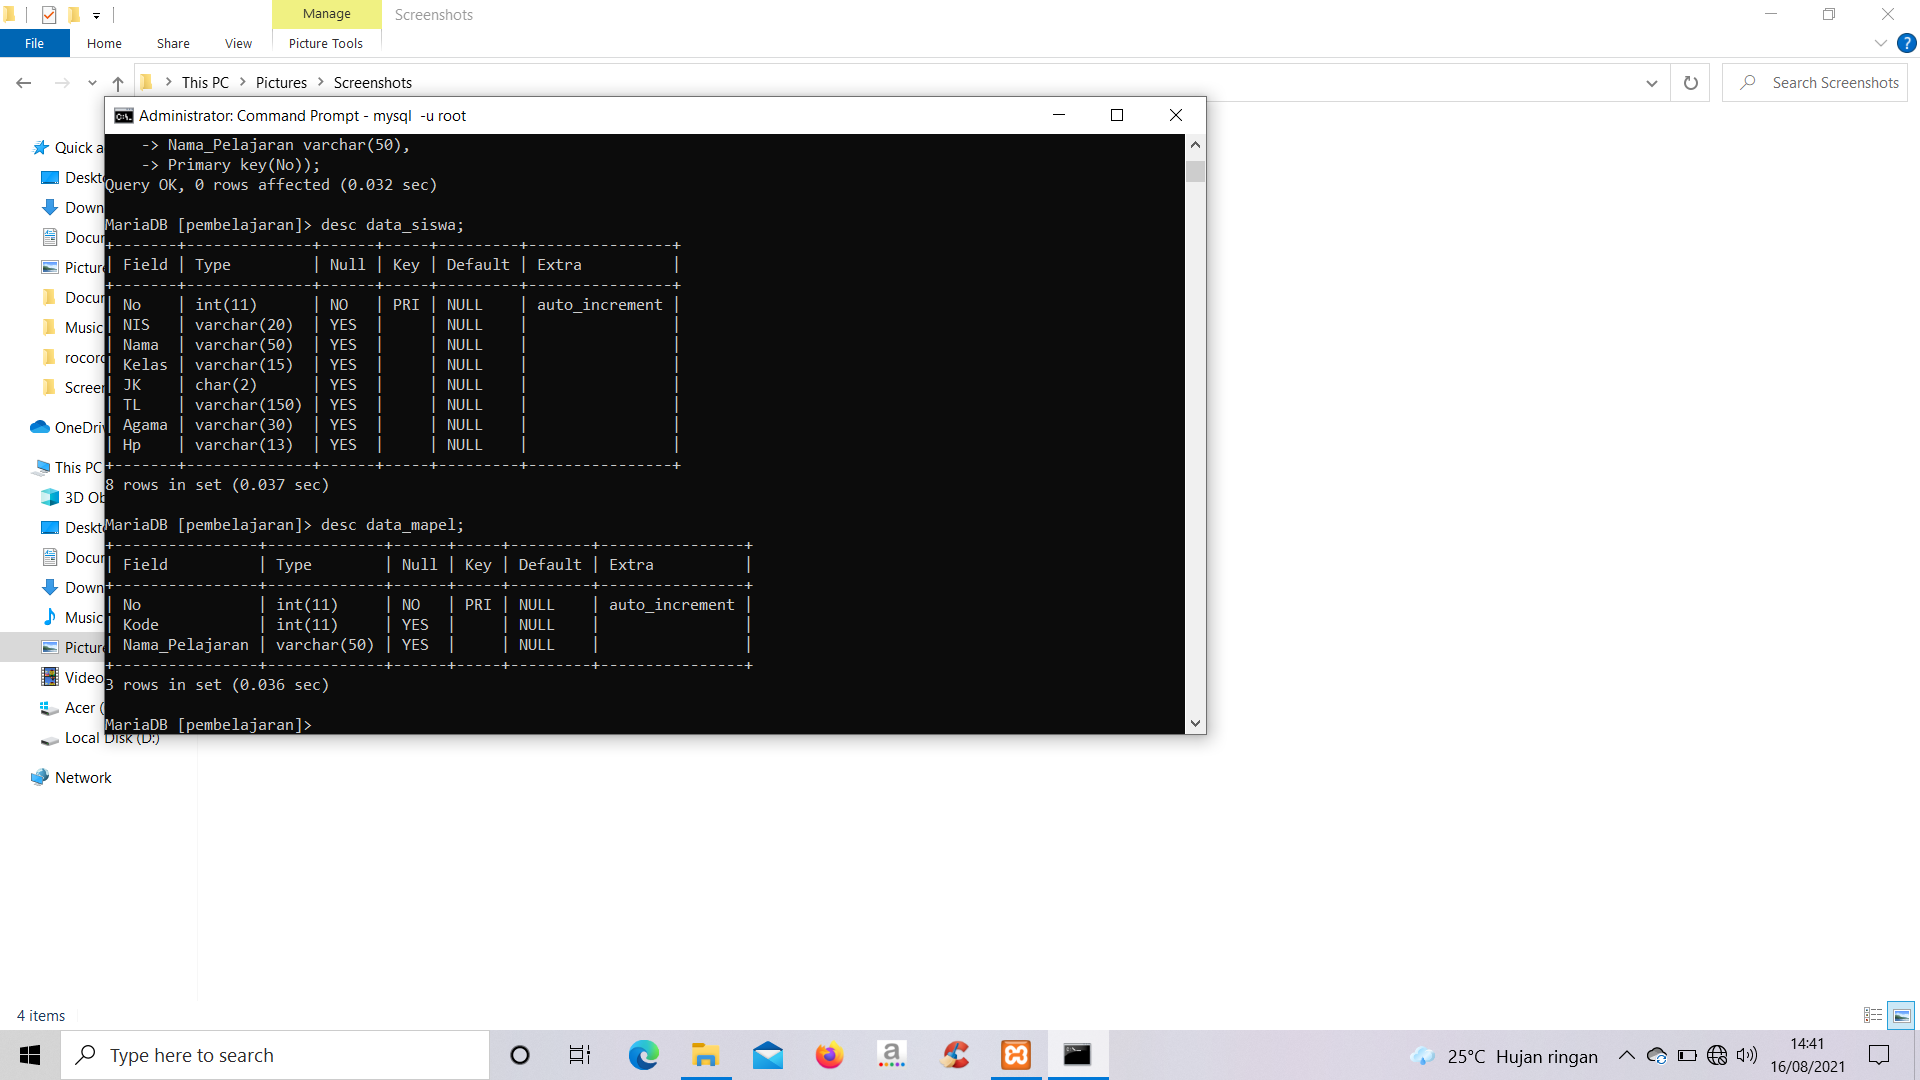 Manage
Screenshots
File
Home
Share
View
Picture Tools
This PC
Pictures
Screenshots
Search Screenshots
Administrator: Command Prompt - mysql  -u root
    -> Nama_Pelajaran varchar(50),
    -> Primary key(No));
Query OK, 0 rows affected (0.032 sec)
MariaDB [pembelajaran]> desc data_siswa;
+-------+--------------+------+-----+---------+----------------+
| Field | Type         | Null | Key | Default | Extra          |
+-------+--------------+------+-----+---------+----------------+
| No    | int(11)      | NO   | PRI | NULL    | auto_increment |
| NIS   | varchar(20)  | YES  |     | NULL    |                |
| Nama  | varchar(50)  | YES  |     | NULL    |                |
| Kelas | varchar(15)  | YES  |     | NULL    |                |
| JK    | char(2)      | YES  |     | NULL    |                |
| TL    | varchar(150) | YES  |     | NULL    |                |
| Agama | varchar(30)  | YES  |     | NULL    |                |
| Hp    | varchar(13)  | YES  |     | NULL    |                |
+-------+--------------+------+-----+---------+----------------+
8 rows in set (0.037 sec)
MariaDB [pembelajaran]> desc data_mapel;
+----------------+-------------+------+-----+---------+----------------+
| Field          | Type        | Null | Key | Default | Extra          |
+----------------+-------------+------+-----+---------+----------------+
| No             | int(11)     | NO   | PRI | NULL    | auto_increment |
| Kode           | int(11)     | YES  |     | NULL    |                |
| Nama_Pelajaran | varchar(50) | YES  |     | NULL    |                |
+----------------+-------------+------+-----+---------+----------------+
3 rows in set (0.036 sec)
MariaDB [pembelajaran]>
Quick a
Deskt
Down
Docum
Pictur
Docum
Music
rocord
Screen
OneDriv
This PC
3D Ob
Deskt
Docum
Down
Music
Pictur
Video
Acer (
Local Disk (D:)
Network
4 items
Type here to search
25°C Hujan ringan
14:41
16/08/2021